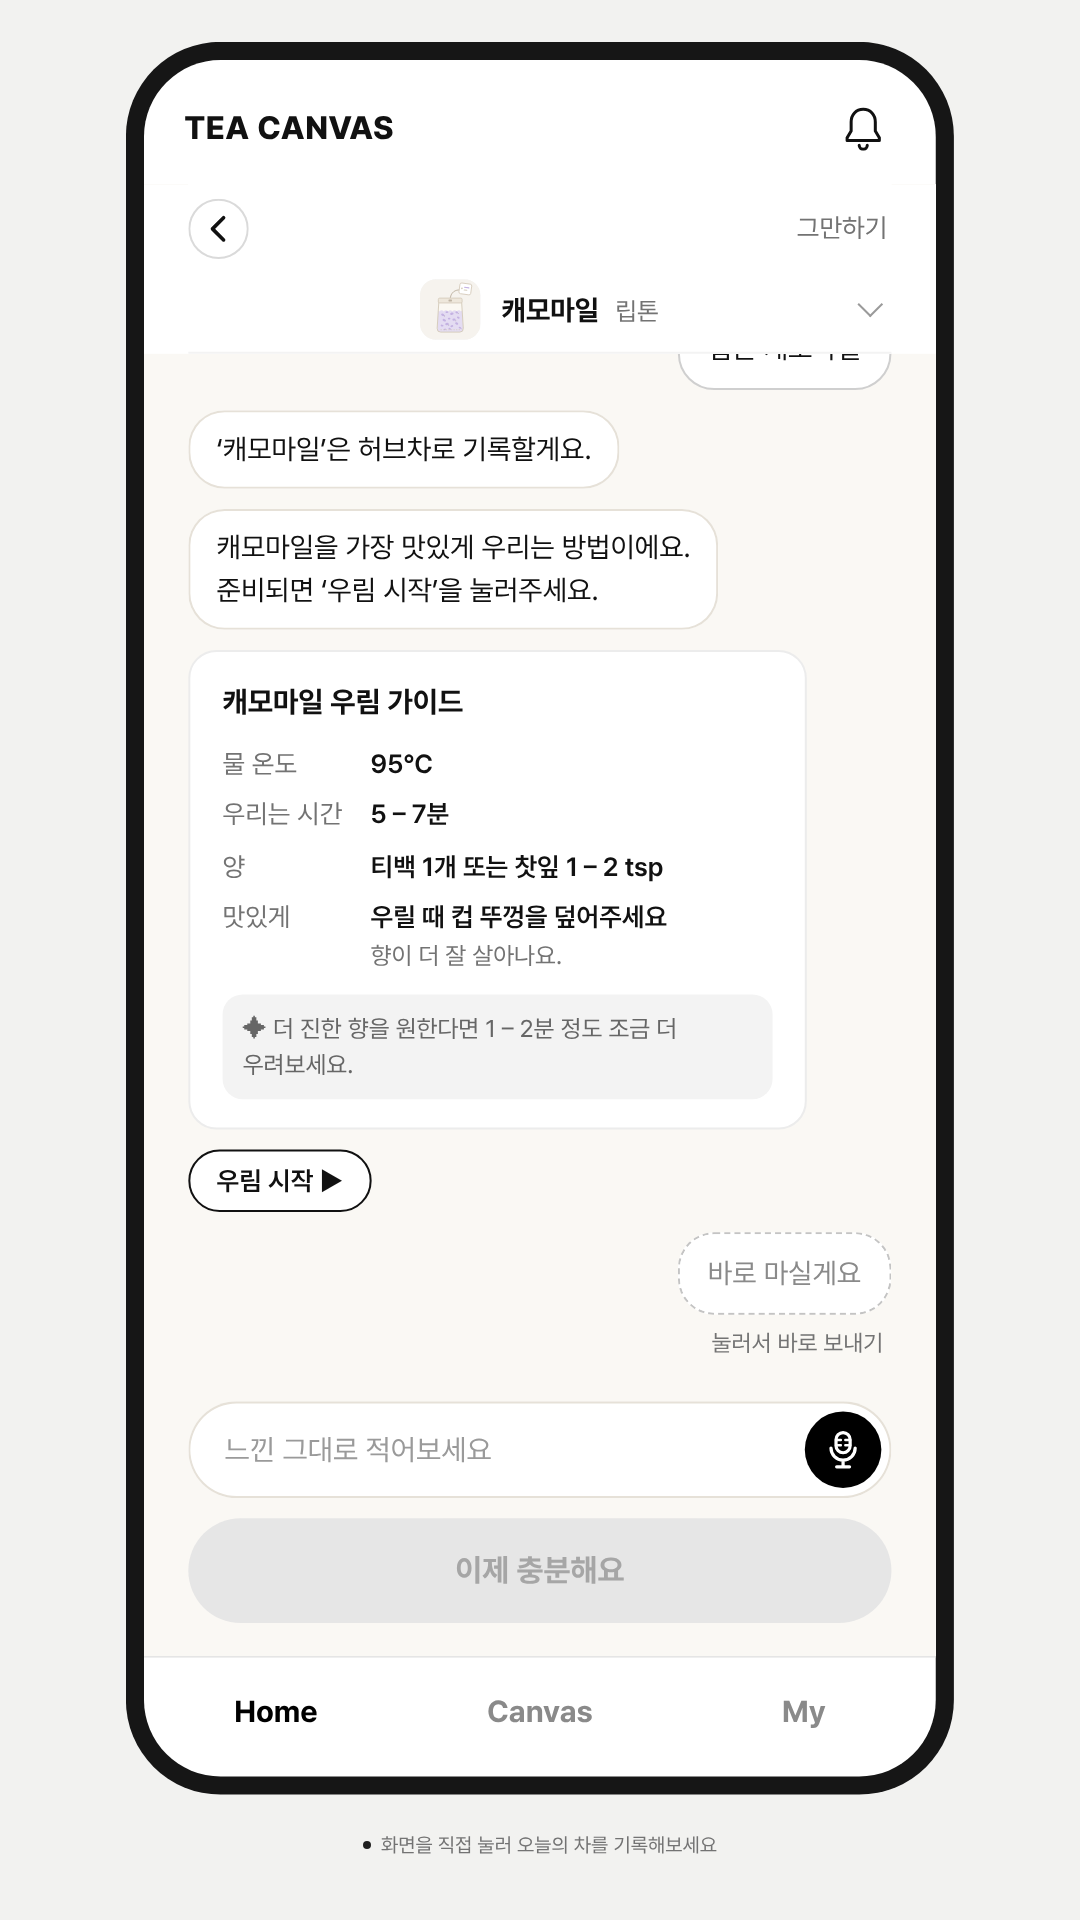 TEA CANVAS
그만하기
캐모마일 립톤
‘캐모마일’은 허브차로 기록할게요.
캐모마일을 가장 맛있게 우리는 방법이에요.
준비되면 ‘우림 시작’을 눌러주세요.
캐모마일 우림 가이드
물 온도 95°C
우리는 시간 5 – 7분
양 티백 1개 또는 찻잎 1 – 2 tsp
맛있게 우릴 때 컵 뚜껑을 덮어주세요
향이 더 잘 살아나요.
✦ 더 진한 향을 원한다면 1 – 2분 정도 조금 더
우려보세요.
우림 시작 ▶
바로 마실게요
눌러서 바로 보내기
느낀 그대로 적어보세요
이제 충분해요
Home Canvas My
화면을 직접 눌러 오늘의 차를 기록해보세요